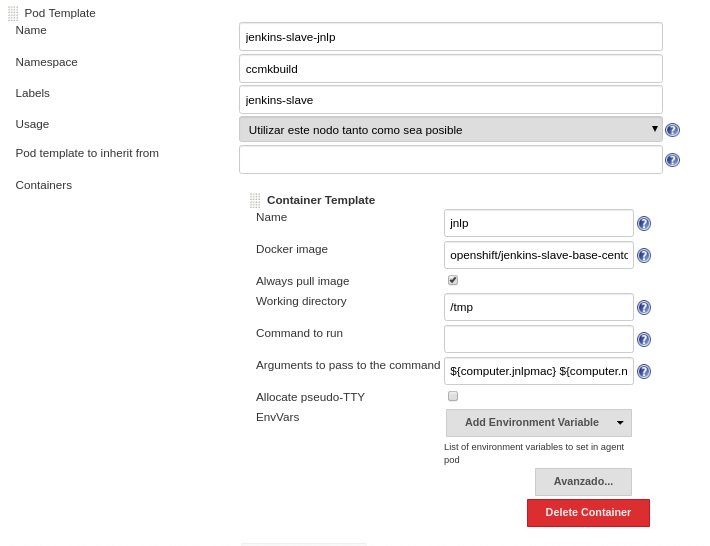 Pod Template
Name
jenkins-slave-jnlp
Namespace
ccmkbuild
Labels
jenkins-slave
Usage
Utilizar este nodo tanto como sea posible
Pod template to inherit from
Containers
Container Template
Name
jnlp
Docker image
openshift/jenkins-slave-base-cento
Always pull image
Working directory
/tmp
Command to run
Arguments to pass to the command
${computer.jnlpmac} ${computer.n
Allocate pseudo-TTY
EnvVars
Add Environment Variable
List of environment variables to set in agent
pod
Avanzado...
Delete Container